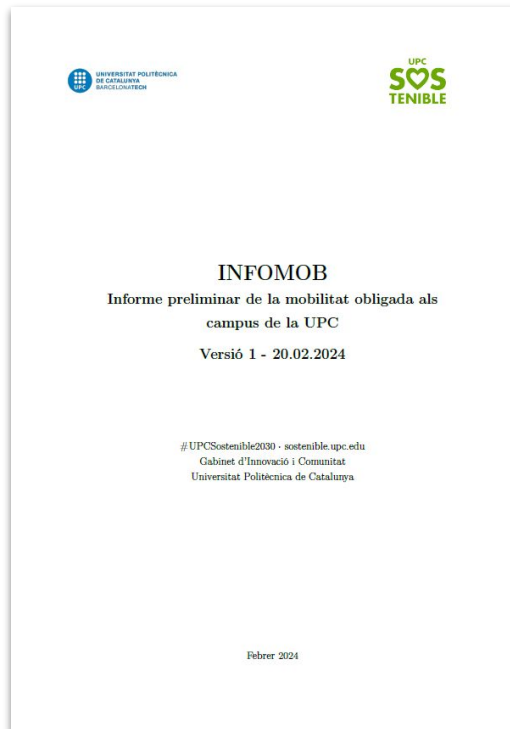 UPC
UNIVERSITAT POLITÈCNICA
DE CATALUNYA
BARCELONATECH
UPC
SOS
TENIBLE
INFOMOB
Informe preliminar de la mobilitat obligada als
campus de la UPC
Versió 1 - 20.02.2024
#UPCSostenible2030 · sostenible.upc.edu
Gabinet d'Innovació i Comunitat
Universitat Politècnica de Catalunya
Febrer 2024